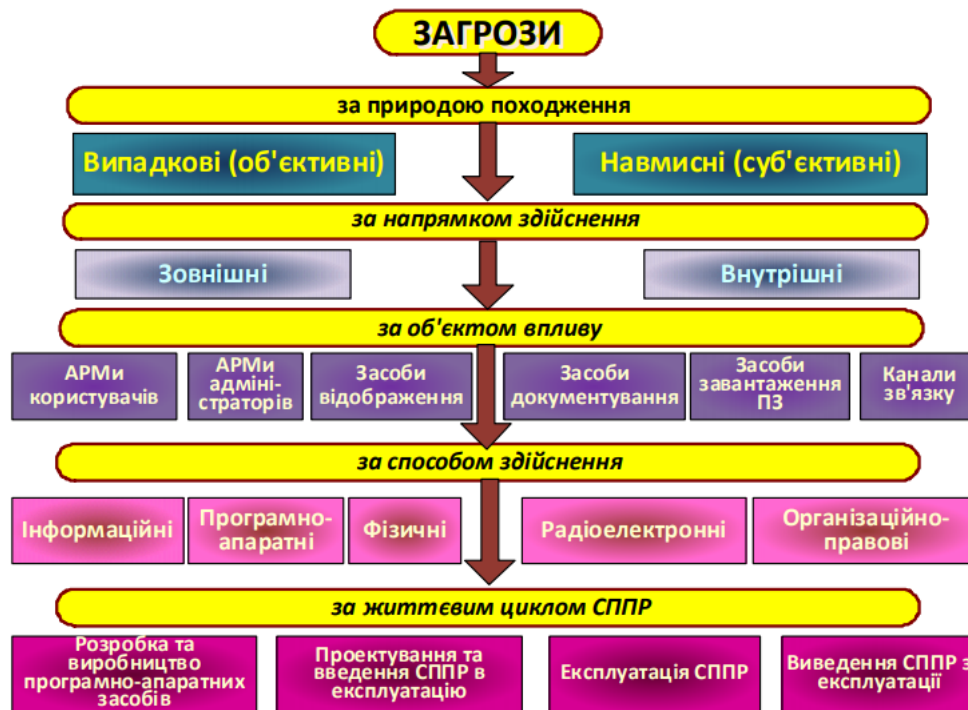 ЗАГРОЗИ
за природою походження
Випадкові (об'єктивні)
Навмисні (суб'єктивні)
за напрямком здійснення
Зовнішні
Внутрішні
за об'єктом впливу
АРМи
користувачів
АРМи
адміні-
страторів
Засоби
відображення
Засоби
документування
Засоби
завантаження
ПЗ
Канали
зв'язку
за способом здійснення
Інформаційні
Програмно-
апаратні
Фізичні
Радіоелектронні
Організаційно-
правові
за життєвим циклом СППР
Розробка та
виробництво
програмно-апаратних
засобів
Проектування та
введення СППР в
експлуатацію
Експлуатація СППР
Виведення СППР з
експлуатації